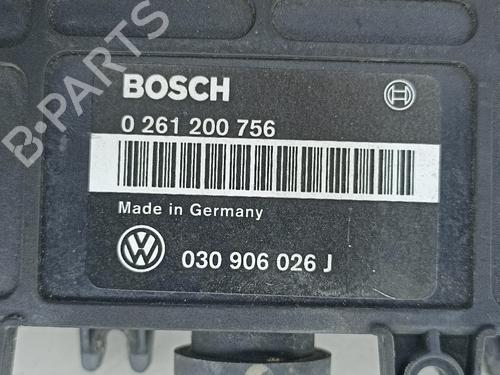 B-PARTS
BOSCH
0 261 200 756
Made in Germany
030 906 026 J